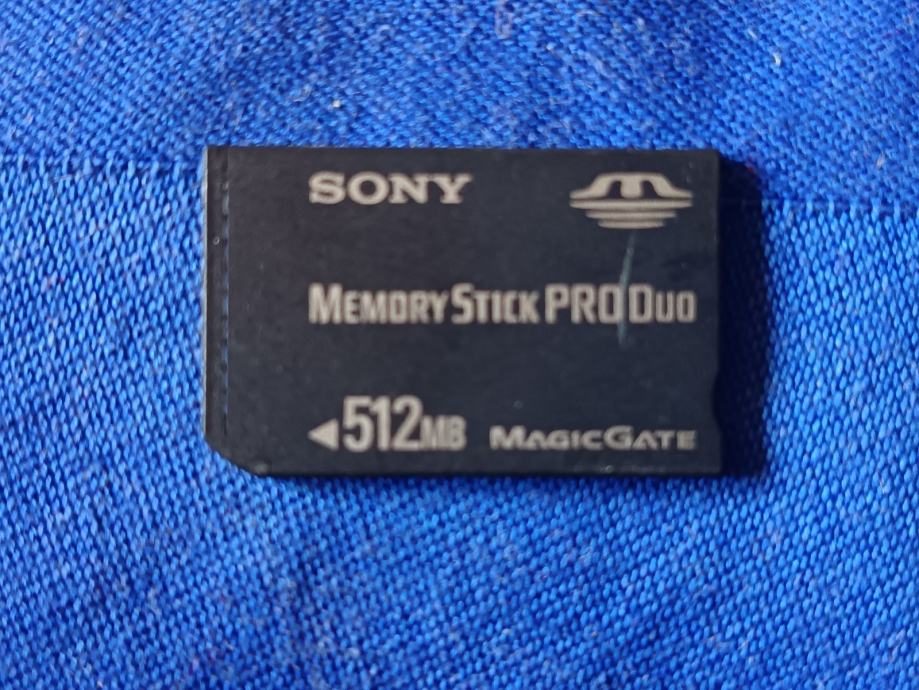 SONY
MEMORY STICK PRO DUO
512MB MAGICGATE